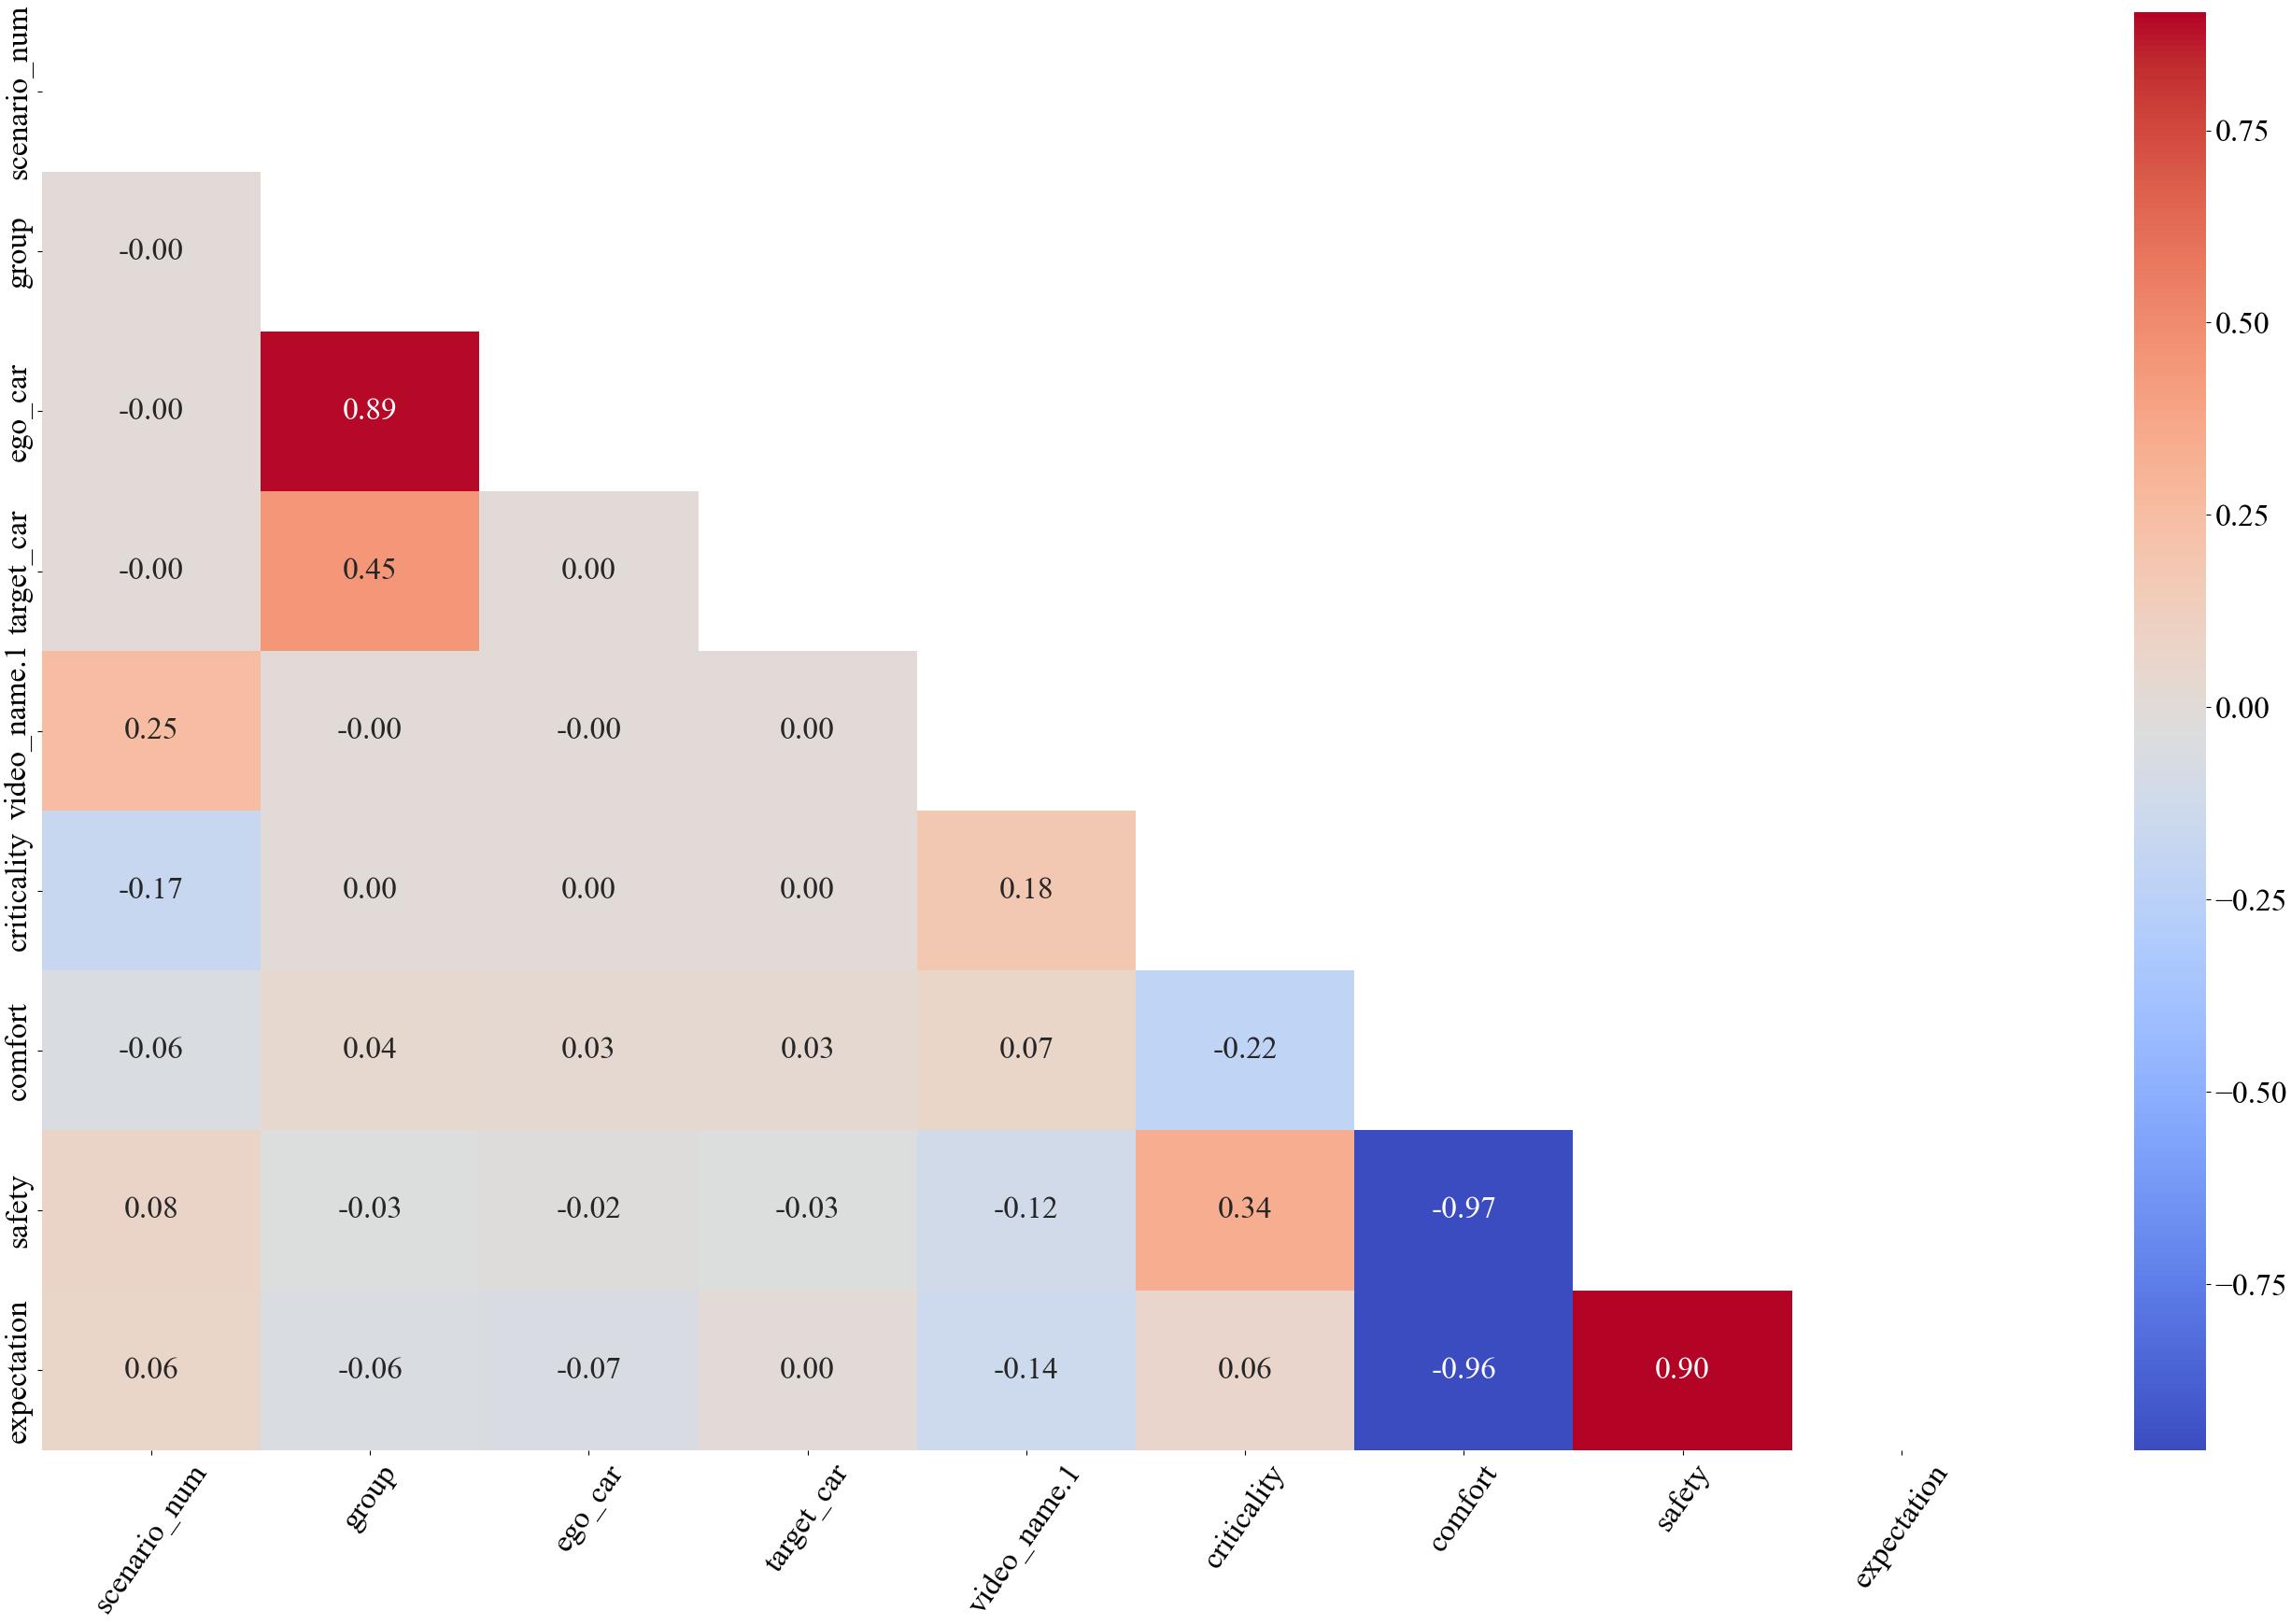 scenario_num
group
-0.00
ego_car
-0.00 0.89
target_car
-0.00 0.45 0.00
video_name.1
0.25 -0.00 -0.00 0.00
criticality
-0.17 0.00 0.00 0.00 0.18
comfort
-0.06 0.04 0.03 0.03 0.07 -0.22
safety
0.08 -0.03 -0.02 -0.03 -0.12 0.34 -0.97
expectation
0.06 -0.06 -0.07 0.00 -0.14 0.06 -0.96 0.90
scenario_num
group
ego_car
target_car
video_name.1
criticality
comfort
safety
expectation
0.75
0.50
0.25
0.00
−0.25
−0.50
−0.75